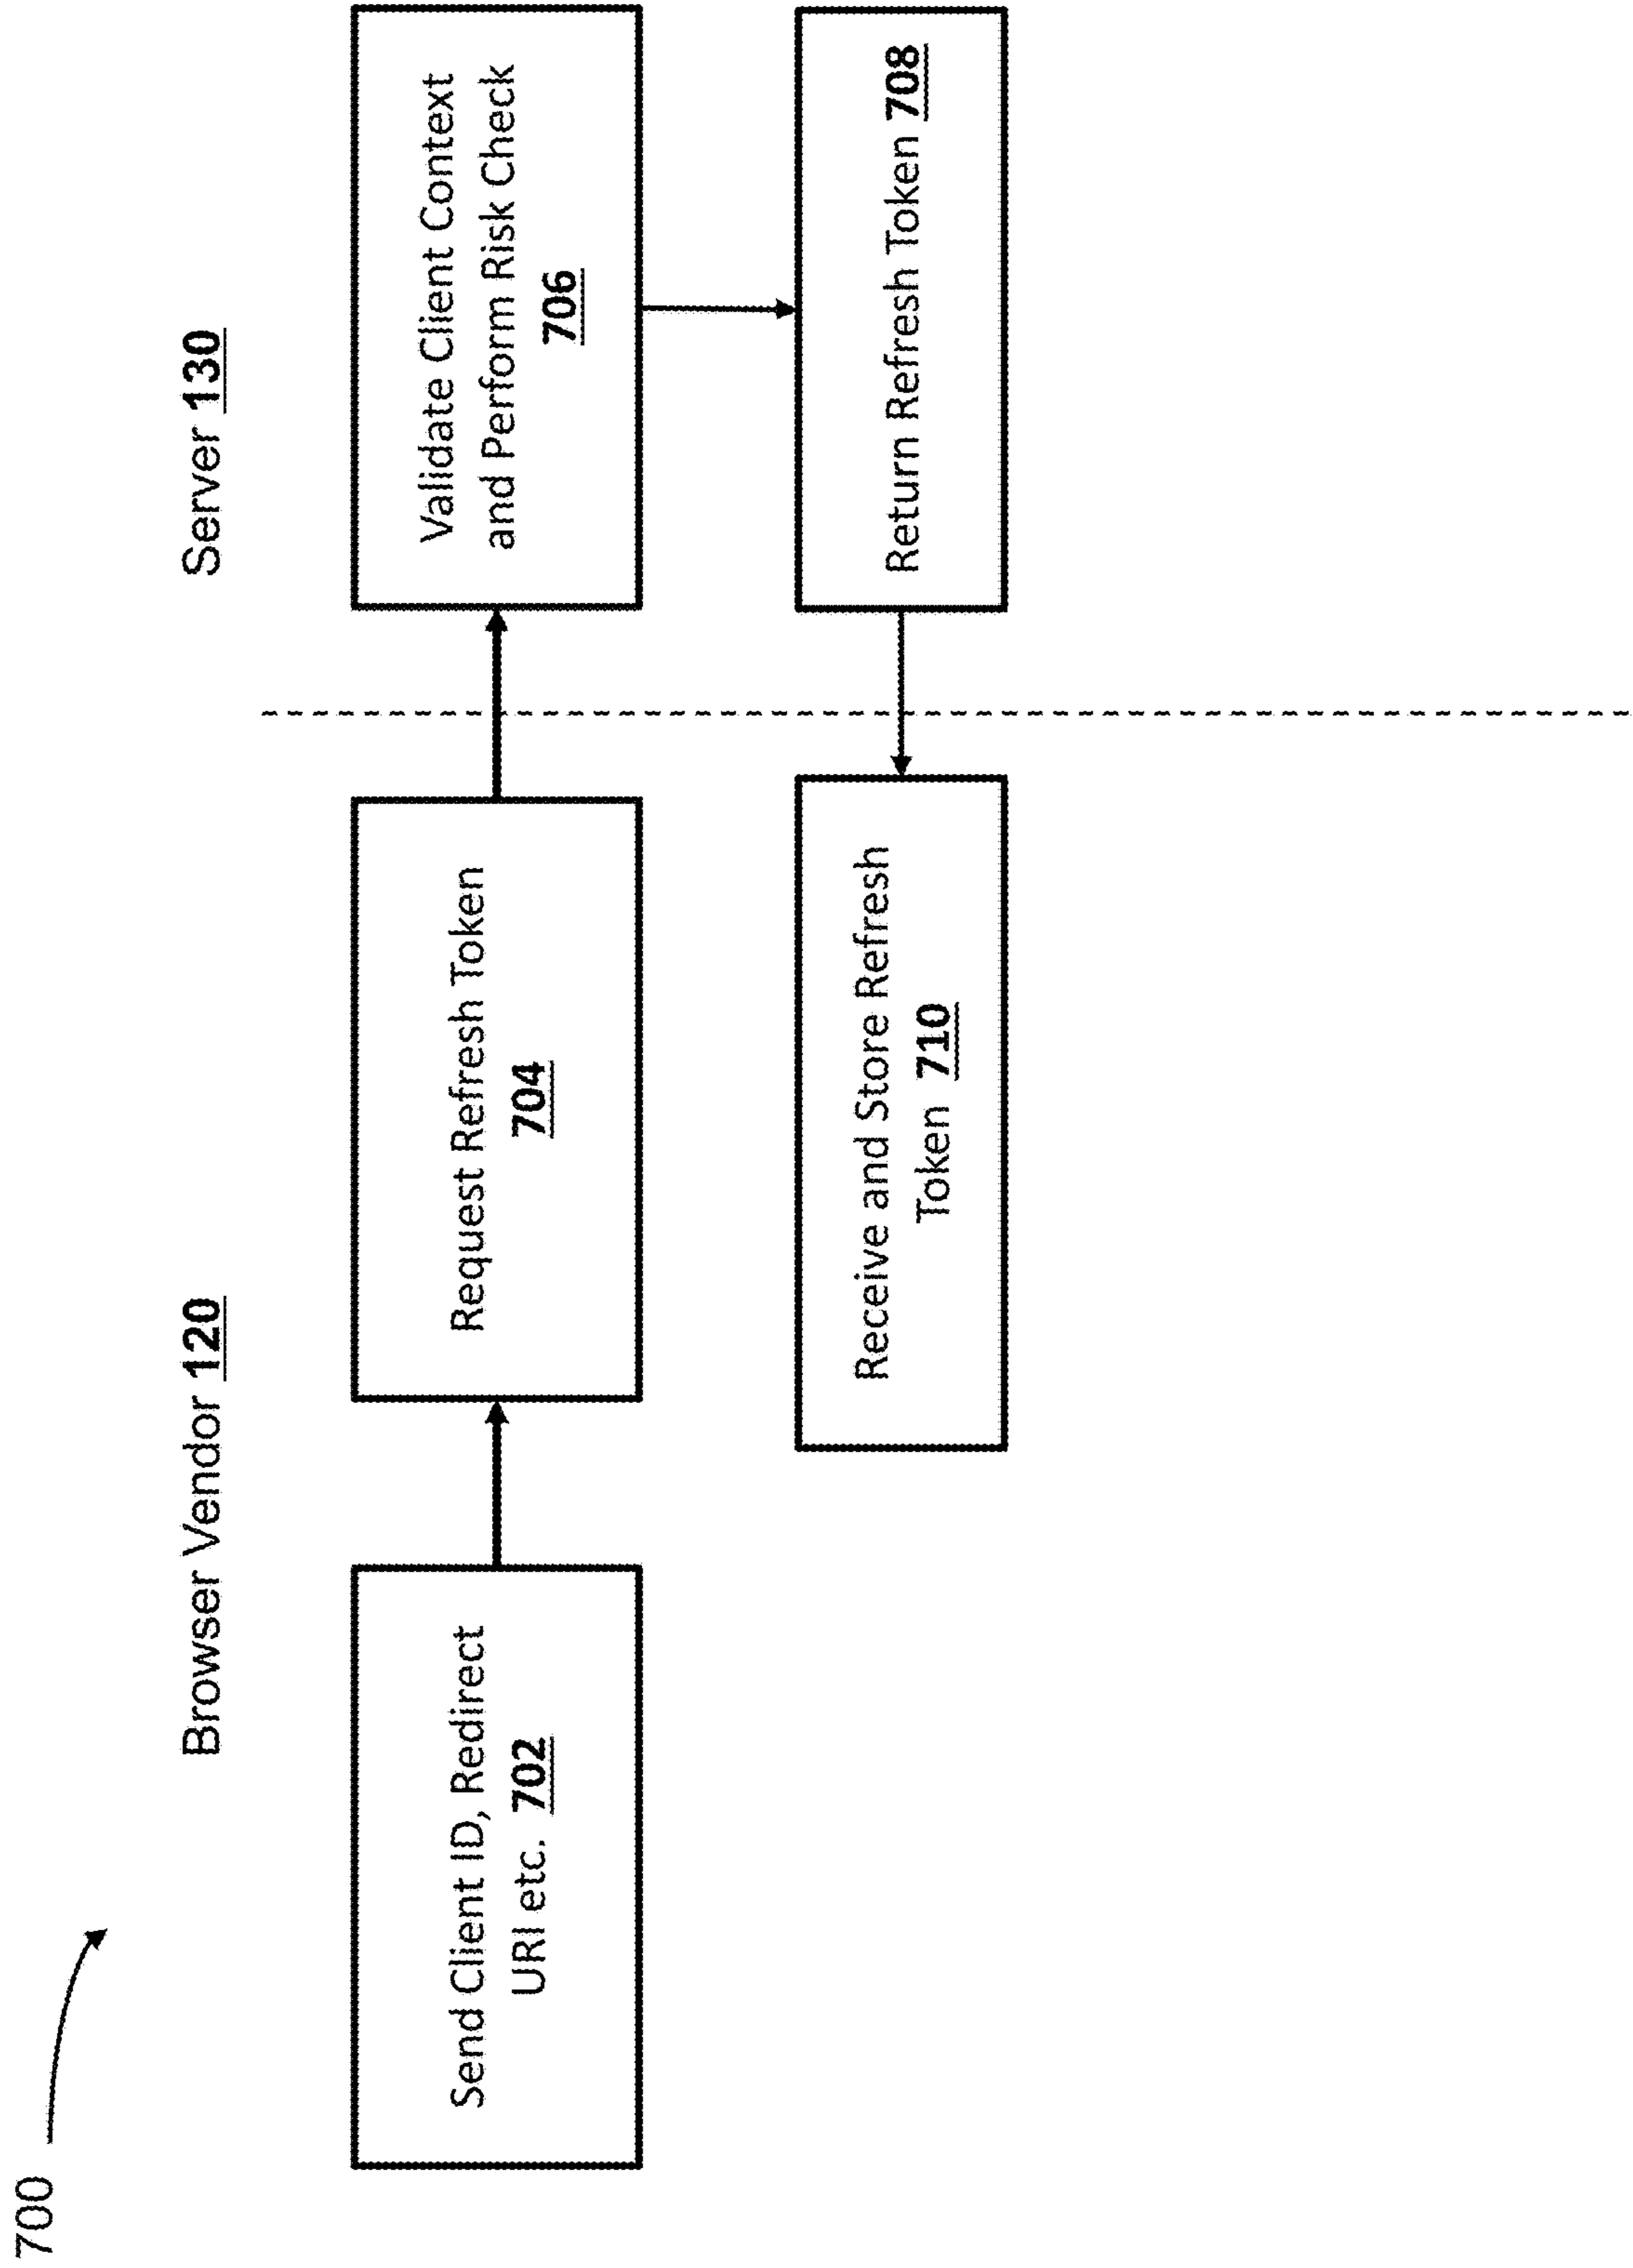 700
Browser Vendor 120
Server 130
Send Client ID, Redirect
URI etc. 702
Request Refresh Token
704
Validate Client Context
and Perform Risk Check
706
Receive and Store Refresh
Token 710
Return Refresh Token 708